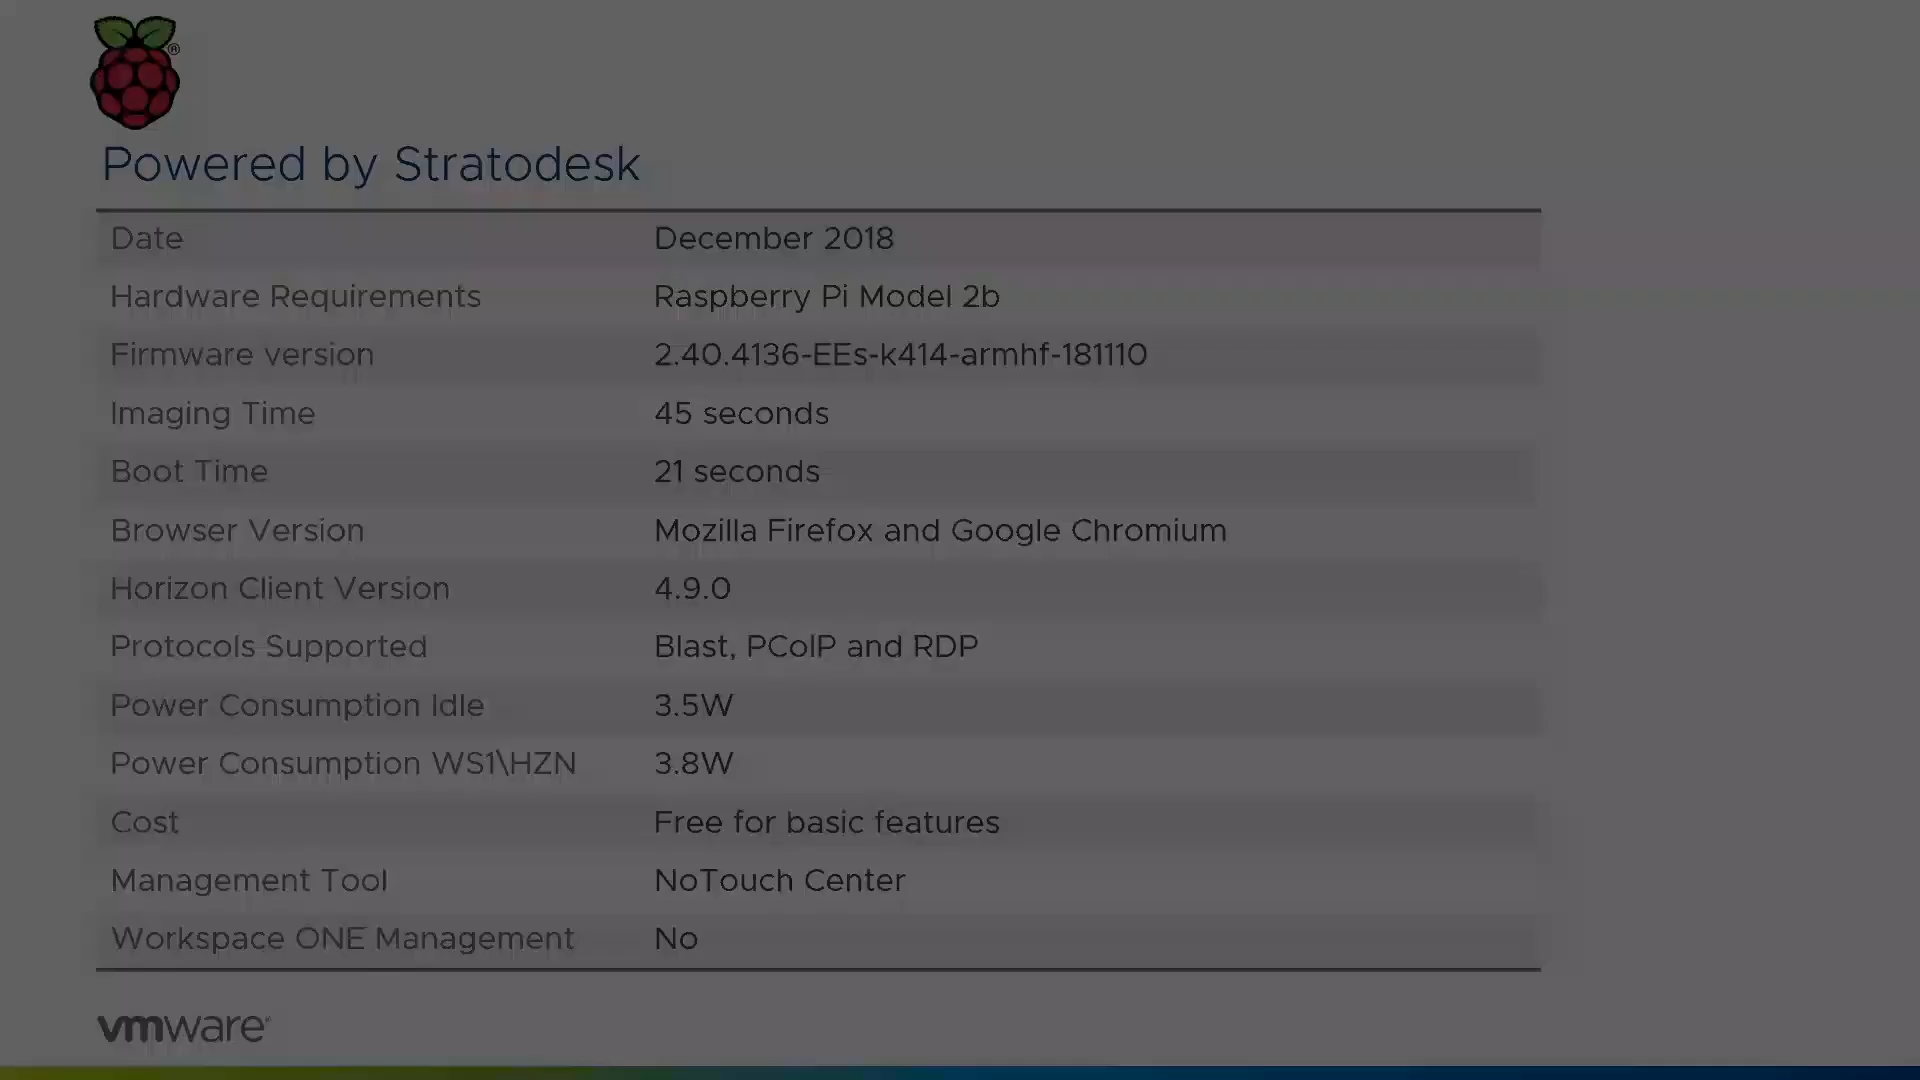 ®
Powered by Stratodesk
Date December 2018
Hardware Requirements Raspberry Pi Model 2b
Firmware version 2.40.4136-EEs-k414-armhf-181110
Imaging Time 45 seconds
Boot Time 21 seconds
Browser Version Mozilla Firefox and Google Chromium
Horizon Client Version 4.9.0
Protocols Supported Blast, PCoIP and RDP
Power Consumption Idle 3.5W
Power Consumption WS1\HZN 3.8W
Cost Free for basic features
Management Tool NoTouch Center
Workspace ONE Management No
vmware®